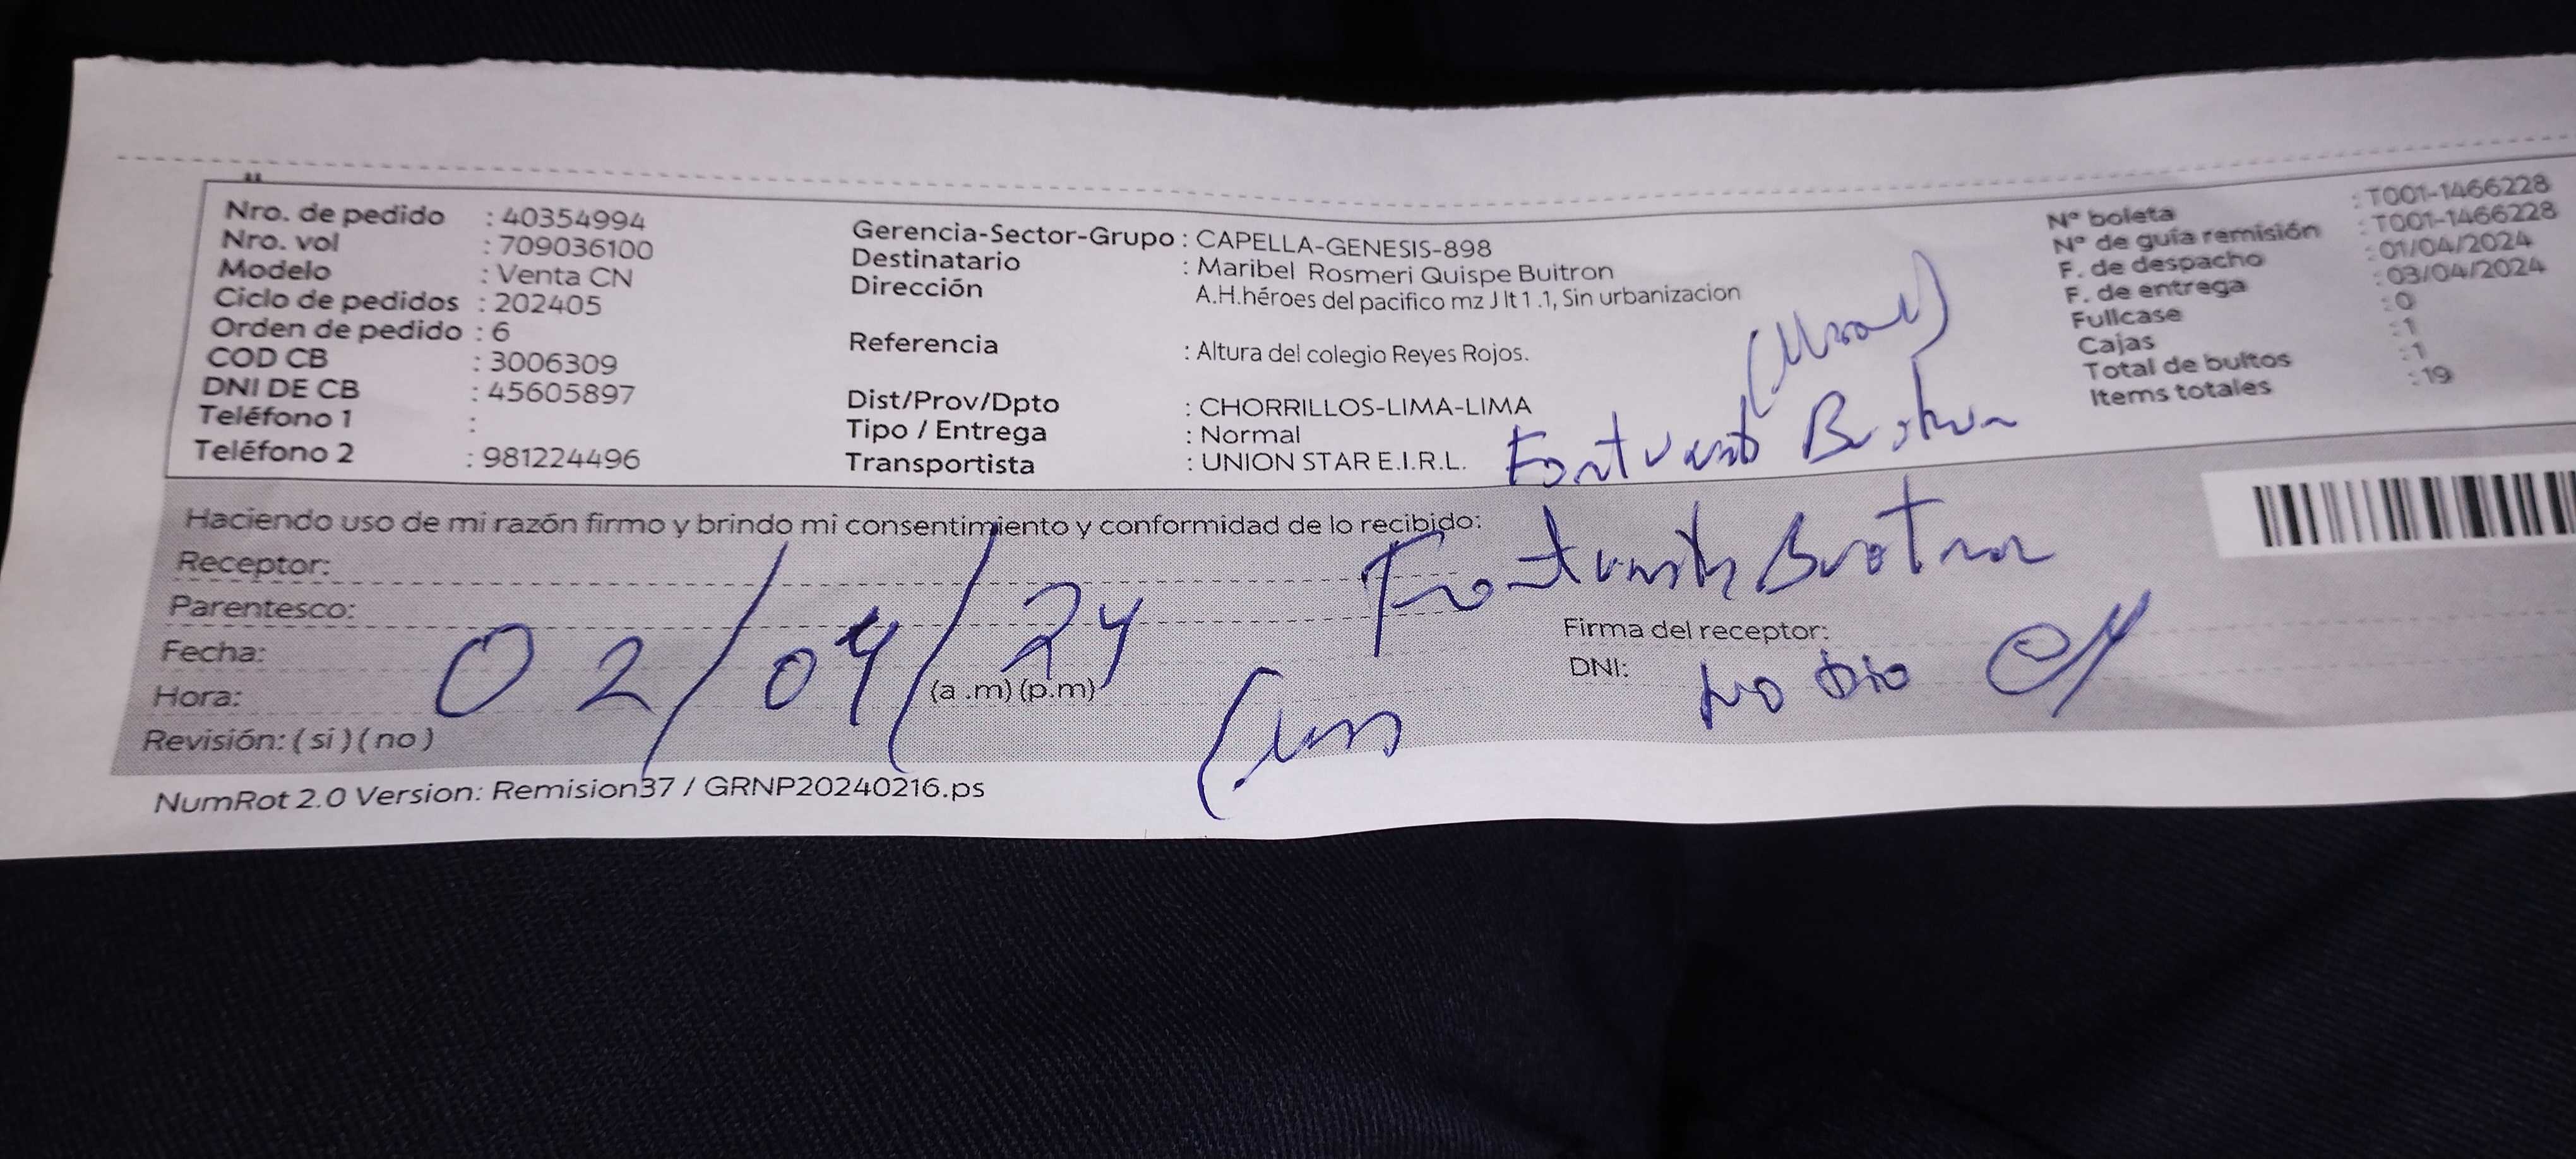 Nro. de pedido : 40354994
Nro. vol : 709036100
Modelo : Venta CN
Ciclo de pedidos : 202405
Orden de pedido : 6
COD CB : 3006309
DNI DE CB : 45605897
Teléfono 1 :
Teléfono 2 : 981224496
Gerencia-Sector-Grupo : CAPELLA-GENESIS-898
Destinatario : Maribel Rosmeri Quispe Buitron
Dirección A.H.héroes del pacifico mz J lt 1 .1, Sin urbanizacion
Referencia : Altura del colegio Reyes Rojos.
Dist/Prov/Dpto : CHORRILLOS-LIMA-LIMA
Tipo / Entrega : Normal
Transportista : UNION STAR E.I.R.L.
Nº boleta : T001-1466228
Nº de guía remisión : T001-1466228
F. de despacho : 01/04/2024
F. de entrega : 03/04/2024
Fullcase : 0
Cajas : 1
Total de bultos : 1
Items totales : 19
Haciendo uso de mi razón firmo y brindo mi consentimiento y conformidad de lo recibido:
Receptor:
Parentesco:
Fecha: 02/04/24
Hora: (a .m) (p.m)
Revisión: ( si ) ( no )
Firma del receptor:
DNI: No Dio
NumRot 2.0 Version: Remision37 / GRNP20240216.ps